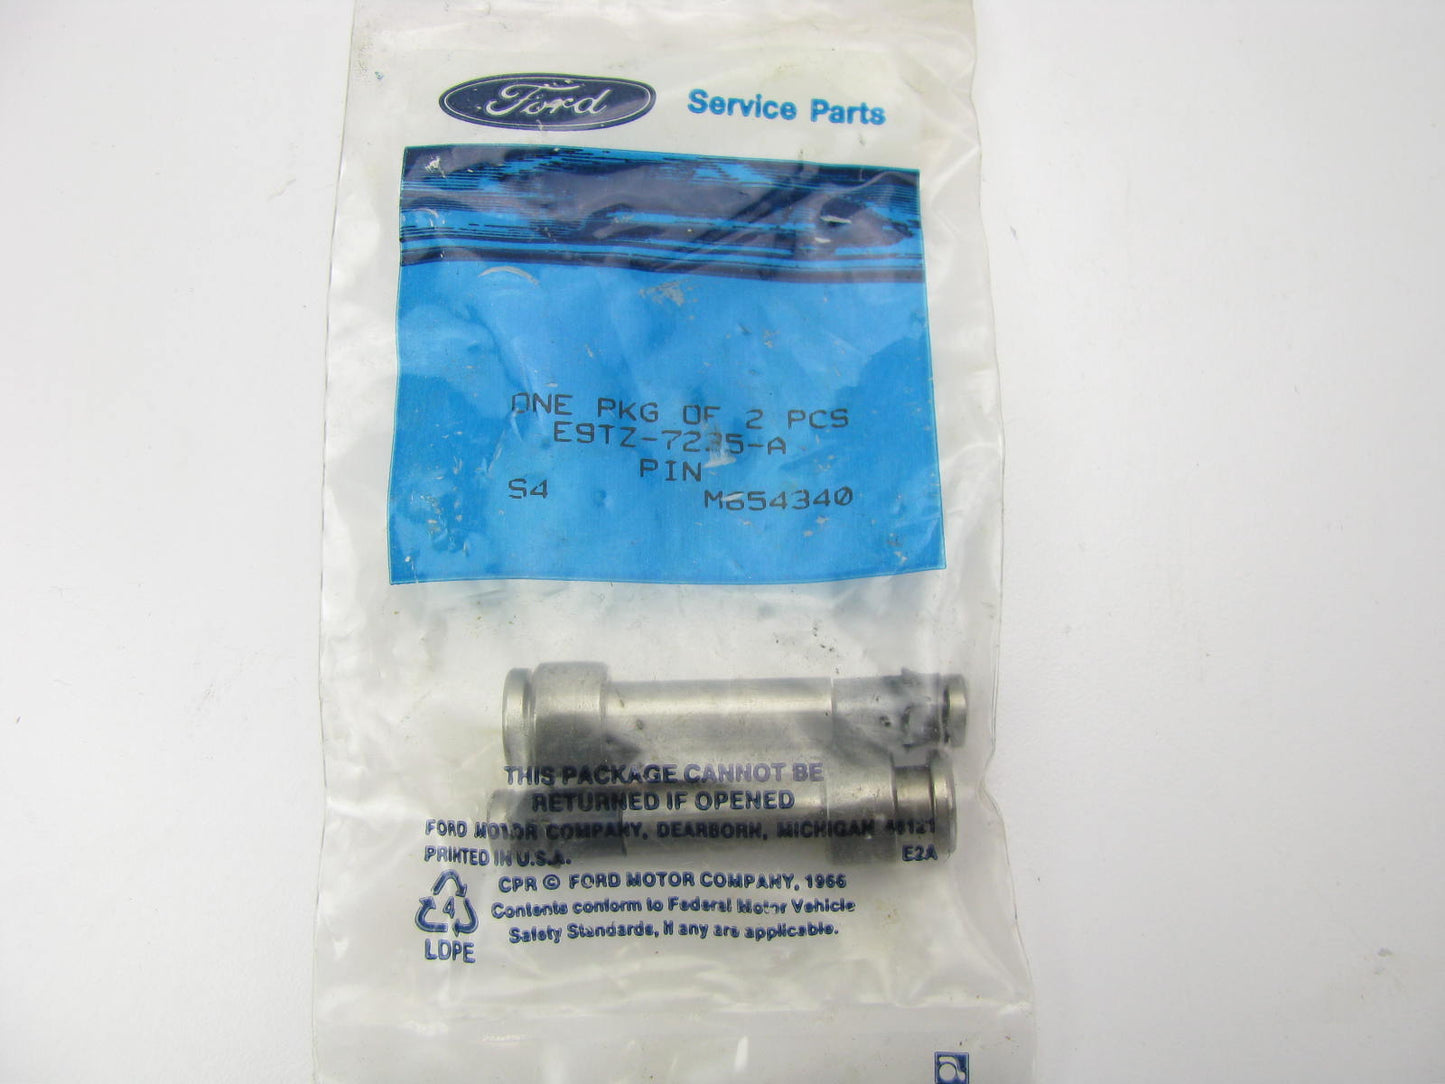 Ford Service Parts
ONE PKG OF 2 PCS
E9TZ-7235-A
PIN
S4 M654340
THIS PACKAGE CANNOT BE
RETURNED IF OPENED
FORD MOTOR COMPANY, DEARBORN, MICHIGAN 48121
PRINTED IN U.S.A. E2A
CPR © FORD MOTOR COMPANY, 1966
Contents conform to Federal Motor Vehicle
Safety Standards, if any are applicable.
4
LDPE